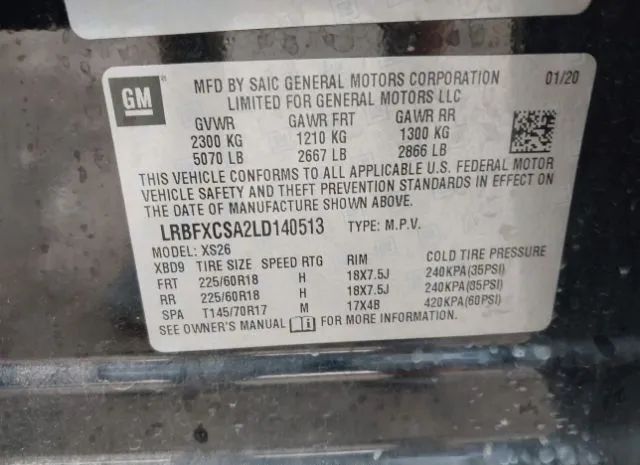 GM
MFD BY SAIC GENERAL MOTORS CORPORATION 01/20
LIMITED FOR GENERAL MOTORS LLC
GVWR GAWR FRT GAWR RR
2300 KG 1210 KG 1300 KG
5070 LB 2667 LB 2866 LB
THIS VEHICLE CONFORMS TO ALL APPLICABLE U.S. FEDERAL MOTOR
VEHICLE SAFETY AND THEFT PREVENTION STANDARDS IN EFFECT ON
THE DATE OF MANUFACTURE SHOWN ABOVE.
LRBFXCSA2LD140513 TYPE: M.P.V.
MODEL: XS26
XBD9 TIRE SIZE SPEED RTG RIM COLD TIRE PRESSURE
FRT 225/60R18 H 18X7.5J 240KPA(35PSI)
RR 225/60R18 H 18X7.5J 240KPA(35PSI)
SPA T145/70R17 M 17X4B 420KPA(60PSI)
SEE OWNER'S MANUAL FOR MORE INFORMATION.